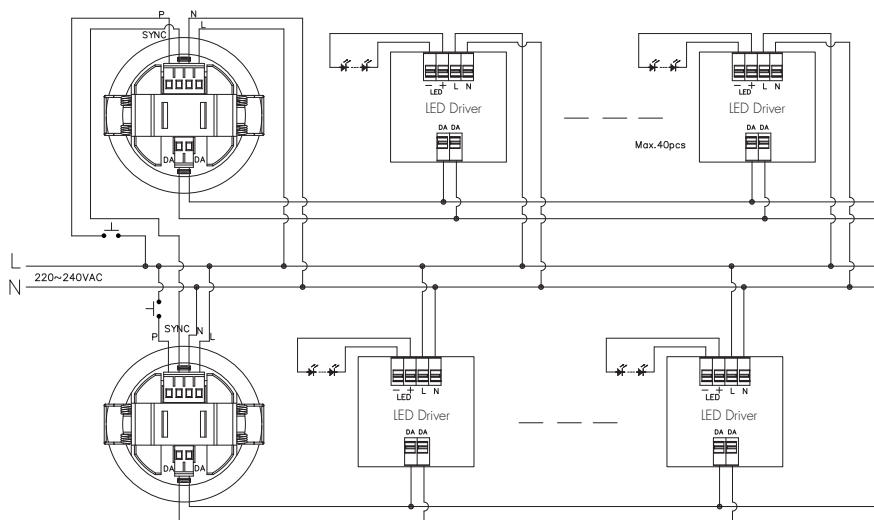 P N L
SYNC
DA DA
− + L N
LED
LED Driver
DA DA
− + L N
LED
LED Driver
DA DA
Max.40pcs
L
N 220~240VAC
P SYNC N L
DA DA
− + L N
LED
LED Driver
DA DA
− + L N
LED
LED Driver
DA DA